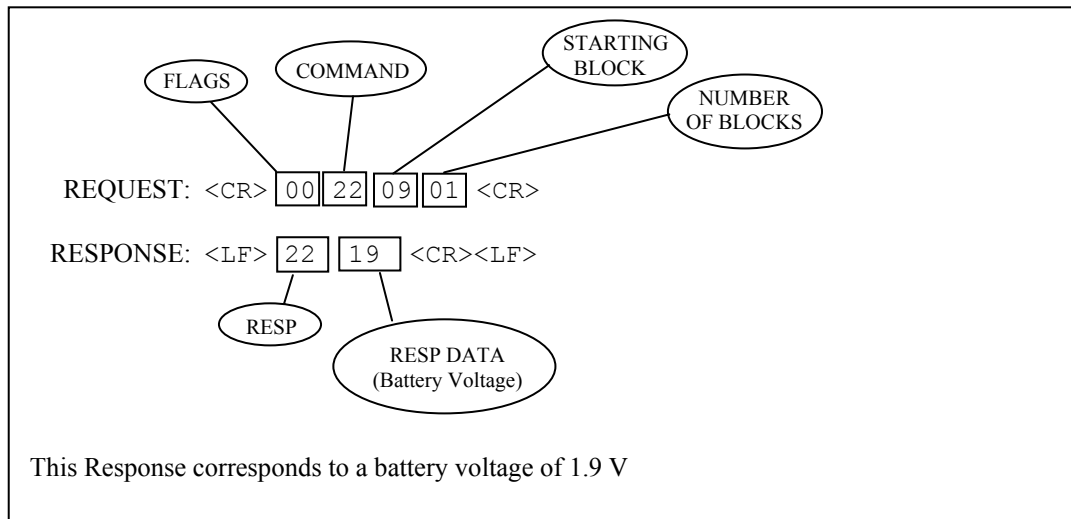 STARTING
BLOCK
COMMAND
FLAGS
NUMBER
OF BLOCKS
REQUEST: <CR> 00 22 09 01 <CR>
RESPONSE: <LF> 22 19 <CR><LF>
RESP
RESP DATA
(Battery Voltage)
This Response corresponds to a battery voltage of 1.9 V